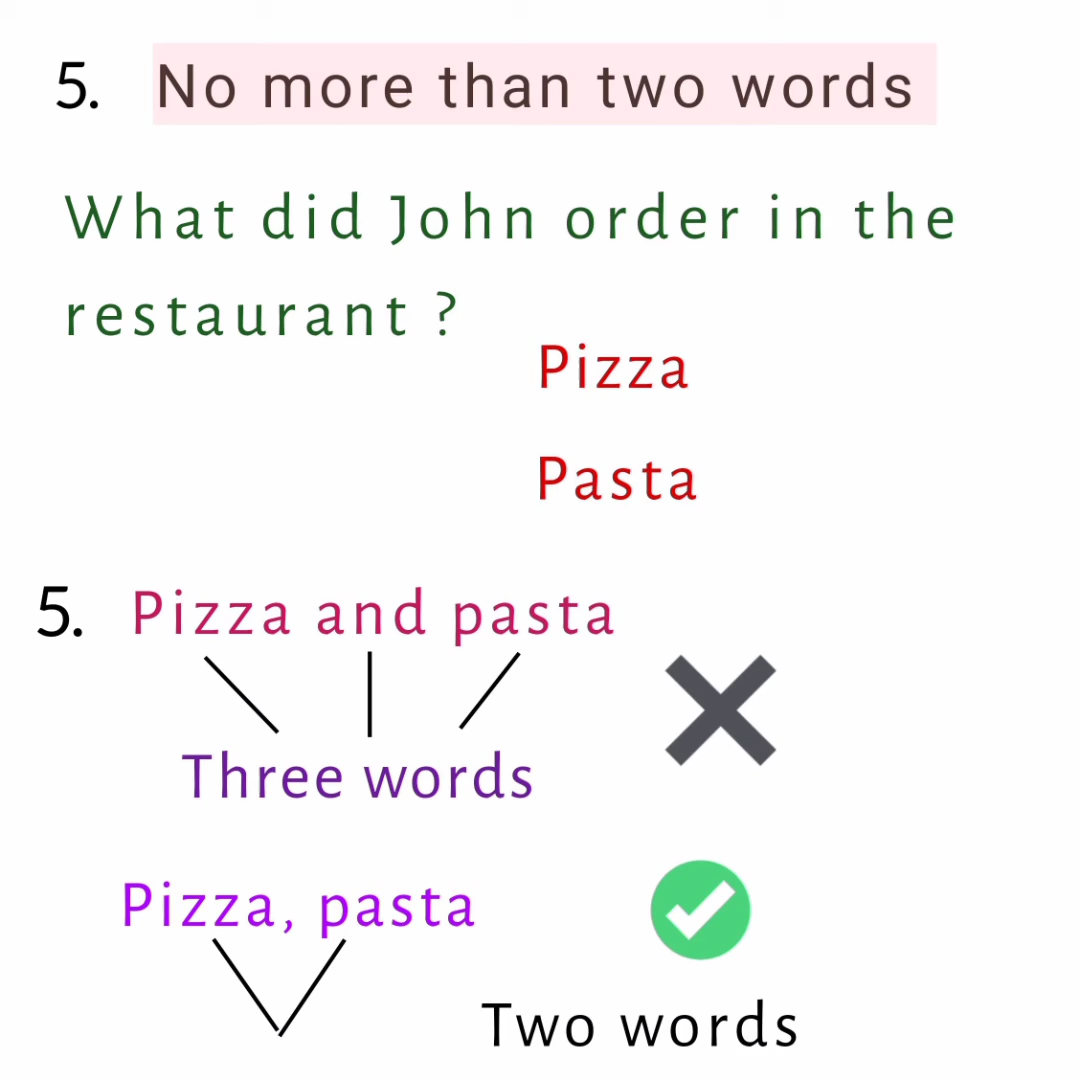 5. No more than two words
What did John order in the
restaurant ?
Pizza
Pasta
5. Pizza and pasta
Three words
Pizza, pasta
Two words